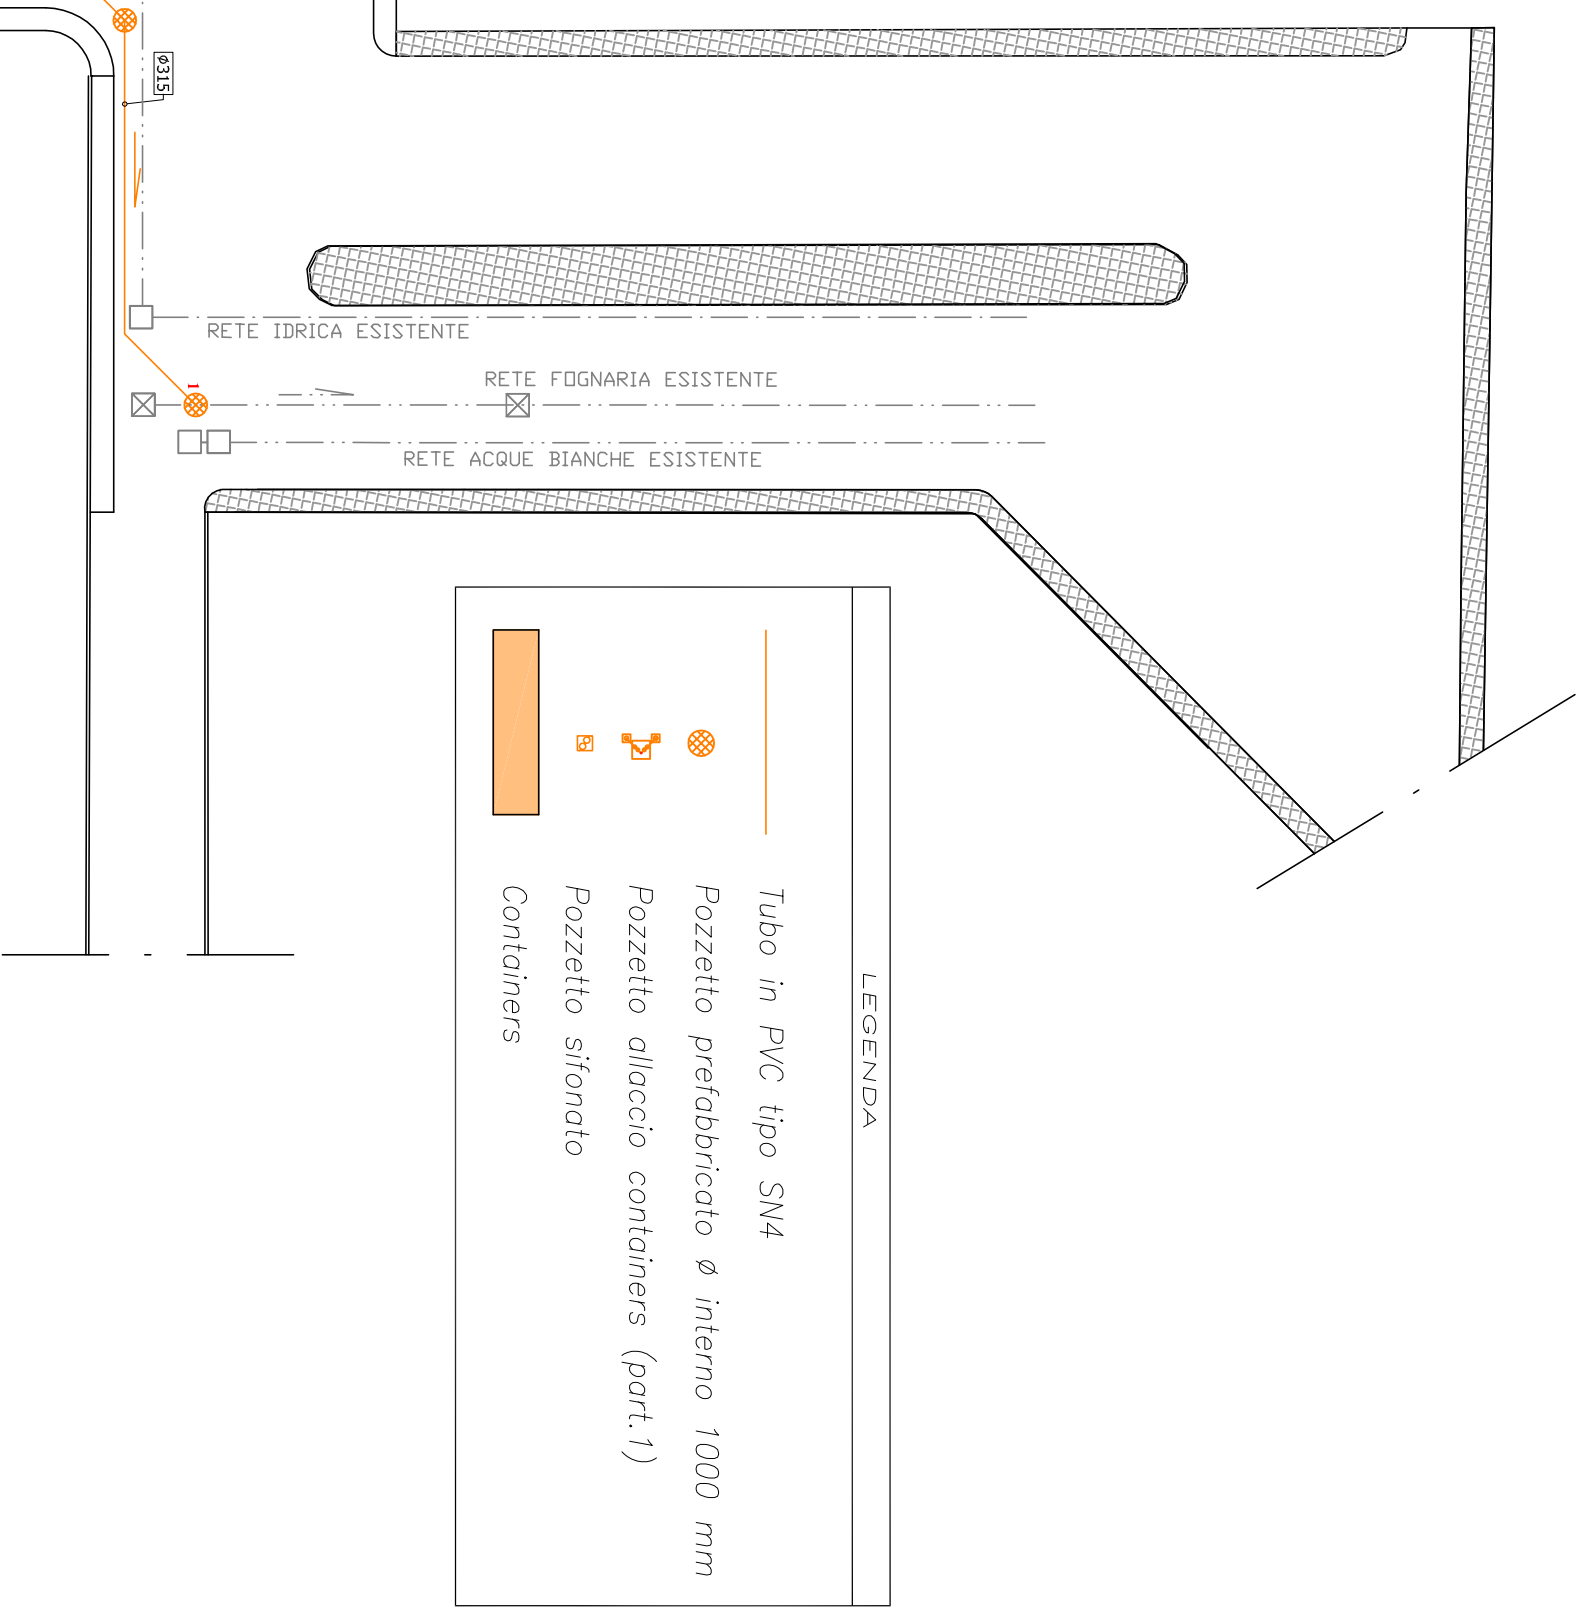 ø315
RETE IDRICA ESISTENTE
1
RETE FOGNARIA ESISTENTE
RETE ACQUE BIANCHE ESISTENTE
LEGENDA
Tubo in PVC tipo SN4
Pozzetto prefabbricato ø interno 1000 mm
Pozzetto allaccio containers (part.1)
Pozzetto sifonato
Containers